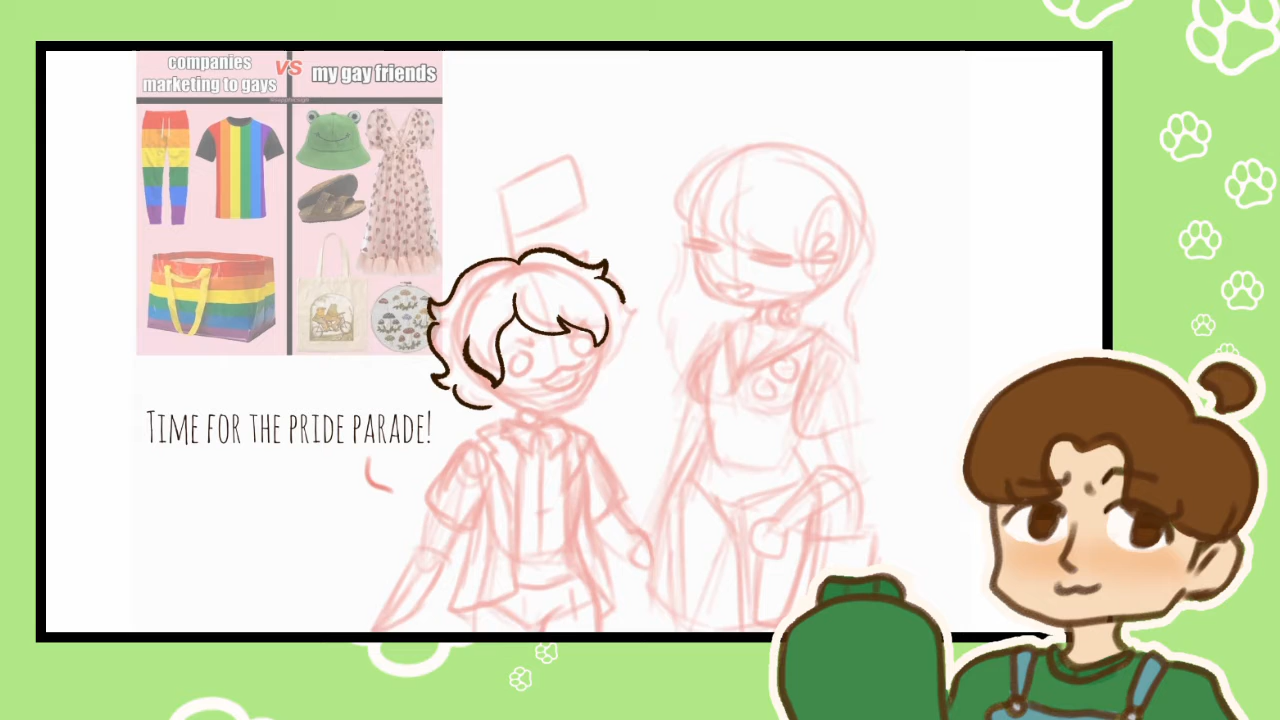 companies
marketing to gays
VS
my gay friends
TIME FOR THE PRIDE PARADE!